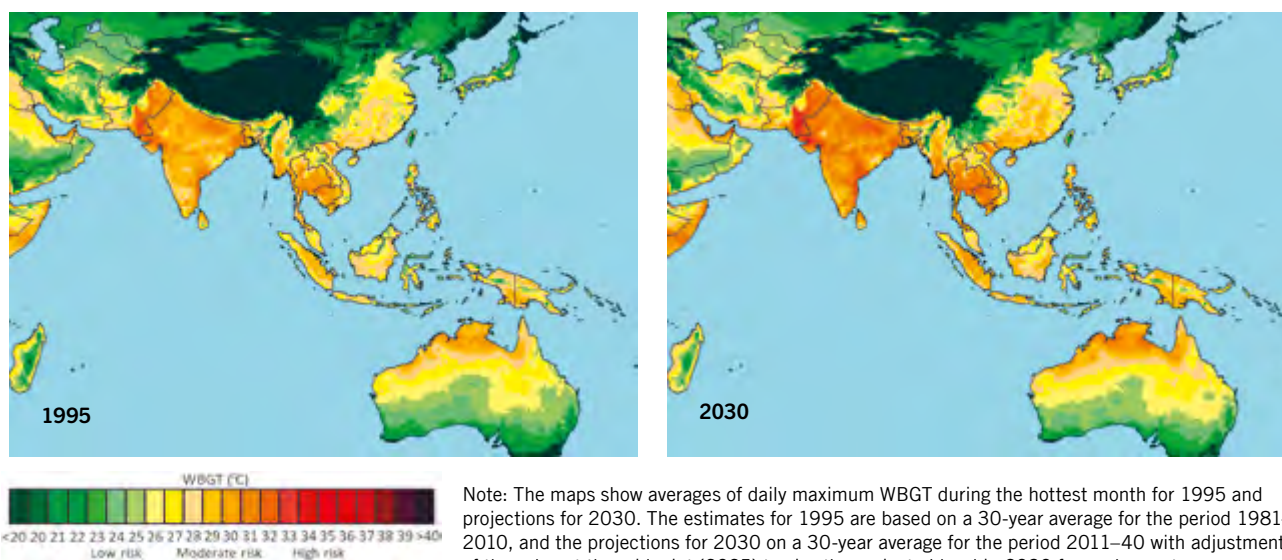 1995
2030
WBGT (°C)
<20 20 21 22 23 24 25 26 27 28 29 30 31 32 33 34 35 36 37 38 39 >40
Low risk Moderate risk High risk
Note: The maps show averages of daily maximum WBGT during the hottest month for 1995 and
projections for 2030. The estimates for 1995 are based on a 30-year average for the period 1981–
2010, and the projections for 2030 on a 30-year average for the period 2011–40 with adjustment